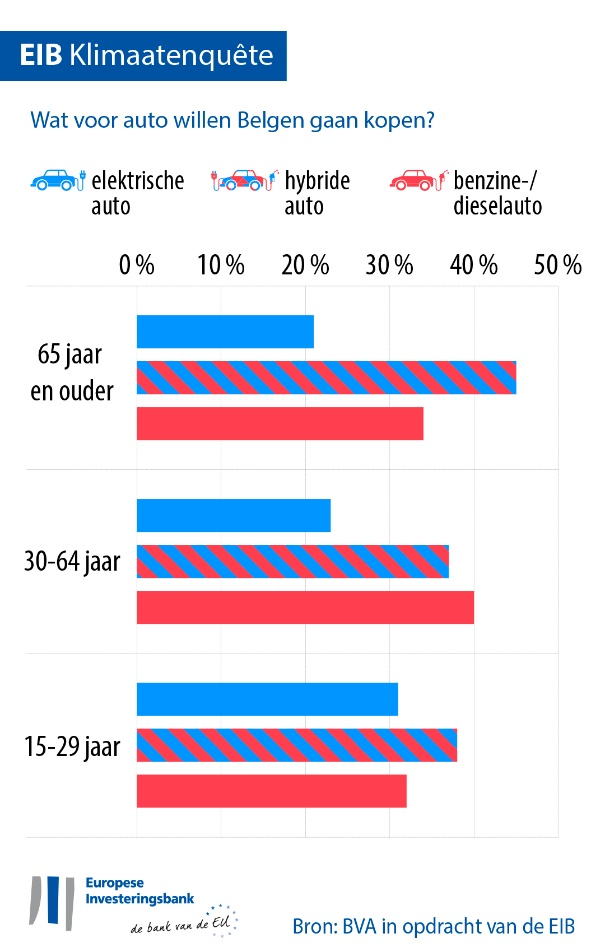 EIB Klimaatenquête
Wat voor auto willen Belgen gaan kopen?
elektrische
auto
hybride
auto
benzine-/
dieselauto
0 % 10 % 20 % 30 % 40 % 50 %
65 jaar
en ouder
30-64 jaar
15-29 jaar
Europese
Investeringsbank
de bank van de EU
Bron: BVA in opdracht van de EIB